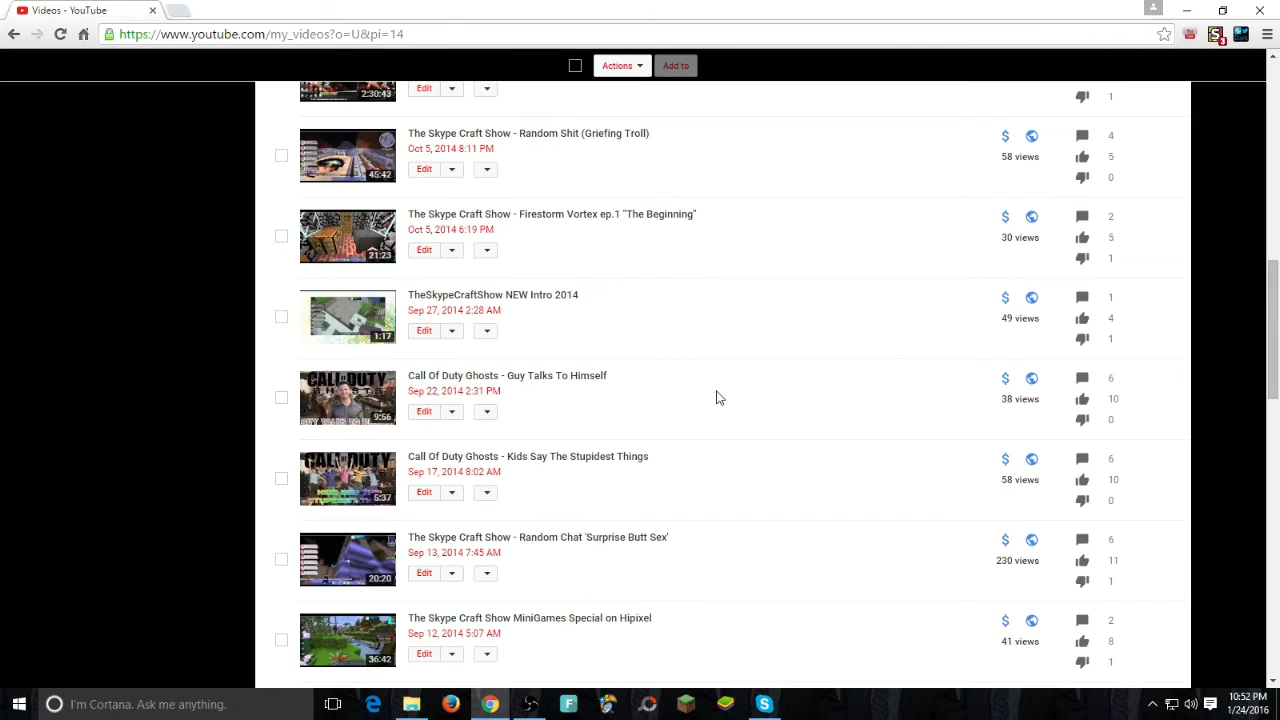 Videos - YouTube
https://www.youtube.com/my_videos?o=U&pi=14
Actions
Add to
2:30:43
Edit
1
The Skype Craft Show - Random Shit (Griefing Troll)
Oct 5, 2014 8:11 PM
Edit
45:42
58 views
4
5
0
The Skype Craft Show - Firestorm Vortex ep.1 "The Beginning"
Oct 5, 2014 6:19 PM
Edit
21:23
30 views
2
5
1
TheSkypeCraftShow NEW Intro 2014
Sep 27, 2014 2:28 AM
Edit
1:17
49 views
1
4
1
Call Of Duty Ghosts - Guy Talks To Himself
Sep 22, 2014 2:31 PM
Edit
CALL OF DUTY
9:56
38 views
6
10
0
Call Of Duty Ghosts - Kids Say The Stupidest Things
Sep 17, 2014 8:02 AM
Edit
CALL OF DUTY
5:37
58 views
6
10
0
The Skype Craft Show - Random Chat 'Surprise Butt Sex'
Sep 13, 2014 7:45 AM
Edit
20:20
230 views
6
11
1
The Skype Craft Show MiniGames Special on Hipixel
Sep 12, 2014 5:07 AM
Edit
36:42
41 views
2
8
1
I'm Cortana. Ask me anything.
10:52 PM
1/24/2016